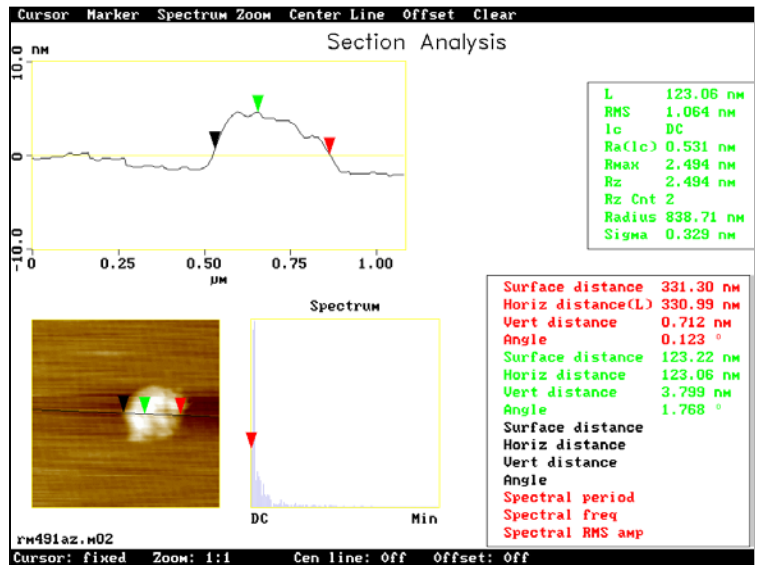 Cursor Marker Spectrum Zoom Center Line Offset Clear
Section Analysis
nm
10.0
0
-10.0
0 0.25 0.50 0.75 1.00
μm
L 123.06 nm
RMS 1.064 nm
lc DC
Ra(lc) 0.531 nm
Rmax 2.494 nm
Rz 2.494 nm
Rz Cnt 2
Radius 838.71 nm
Sigma 0.329 nm
Surface distance 331.30 nm
Horiz distance(L) 330.99 nm
Vert distance 0.712 nm
Angle 0.123 °
Surface distance 123.22 nm
Horiz distance 123.06 nm
Vert distance 3.799 nm
Angle 1.768 °
Surface distance
Horiz distance
Vert distance
Angle
Spectral period
Spectral freq
Spectral RMS amp
Spectrum
DC Min
rm491az.m02
Cursor: fixed Zoom: 1:1 Cen line: Off Offset: Off